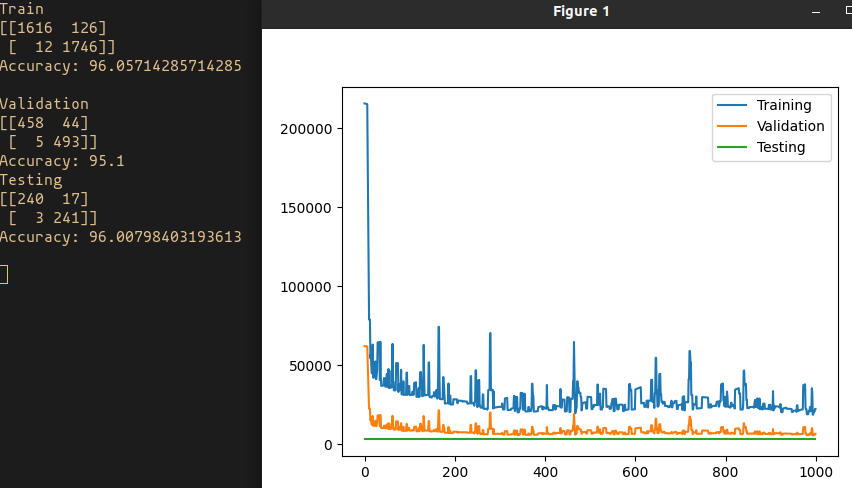 Train
[[1616  126]
 [  12 1746]]
Accuracy: 96.05714285714285
Validation
[[458  44]
 [  5 493]]
Accuracy: 95.1
Testing
[[240  17]
 [  3 241]]
Accuracy: 96.00798403193613
Figure 1
Training
Validation
Testing
200000
150000
100000
50000
0
0 200 400 600 800 1000